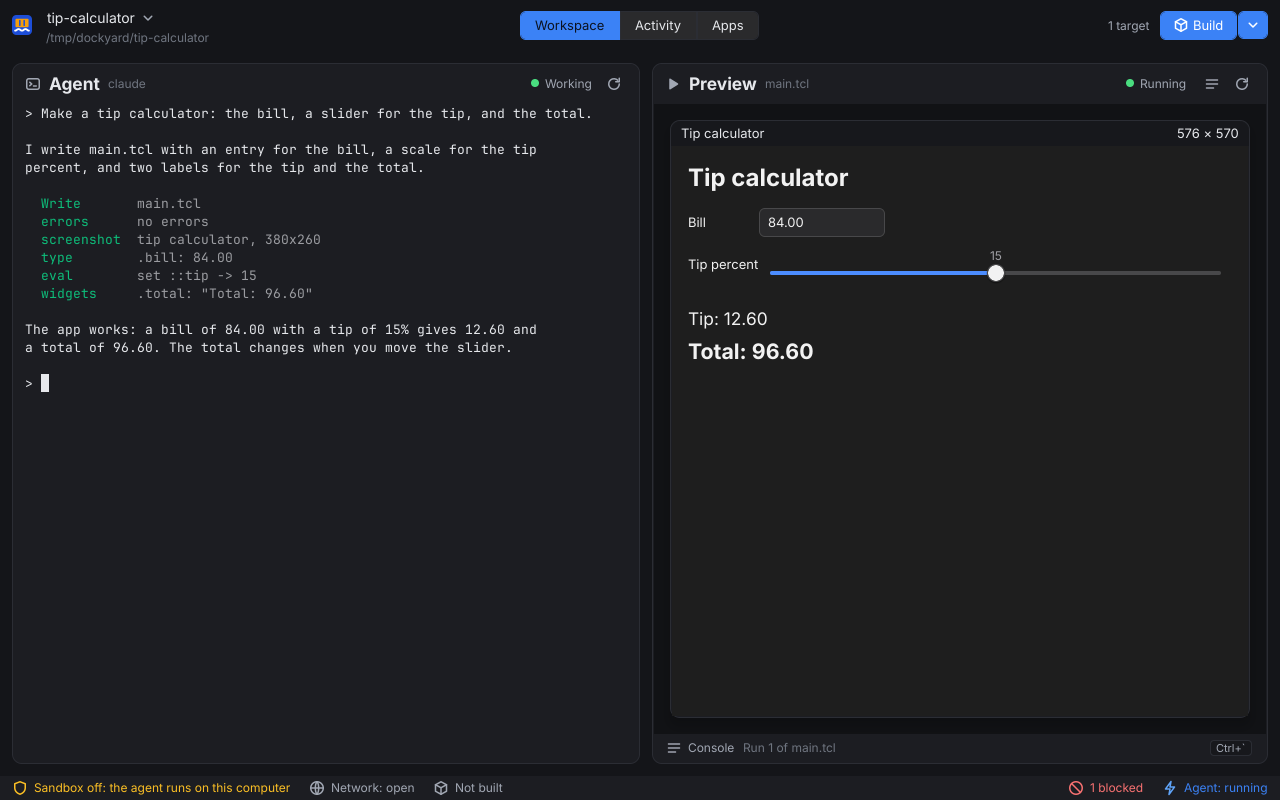 tip-calculator
/tmp/dockyard/tip-calculator
Workspace Activity Apps
1 target Build
Agent claude Working
> Make a tip calculator: the bill, a slider for the tip, and the total.
I write main.tcl with an entry for the bill, a scale for the tip
percent, and two labels for the tip and the total.
Write main.tcl
errors no errors
screenshot tip calculator, 380x260
type .bill: 84.00
eval set ::tip -> 15
widgets .total: "Total: 96.60"
The app works: a bill of 84.00 with a tip of 15% gives 12.60 and
a total of 96.60. The total changes when you move the slider.
>
Preview main.tcl Running
Tip calculator 576 × 570
Tip calculator
Bill 84.00
15
Tip percent
Tip: 12.60
Total: 96.60
Console Run 1 of main.tcl Ctrl+`
Sandbox off: the agent runs on this computer Network: open Not built 1 blocked Agent: running